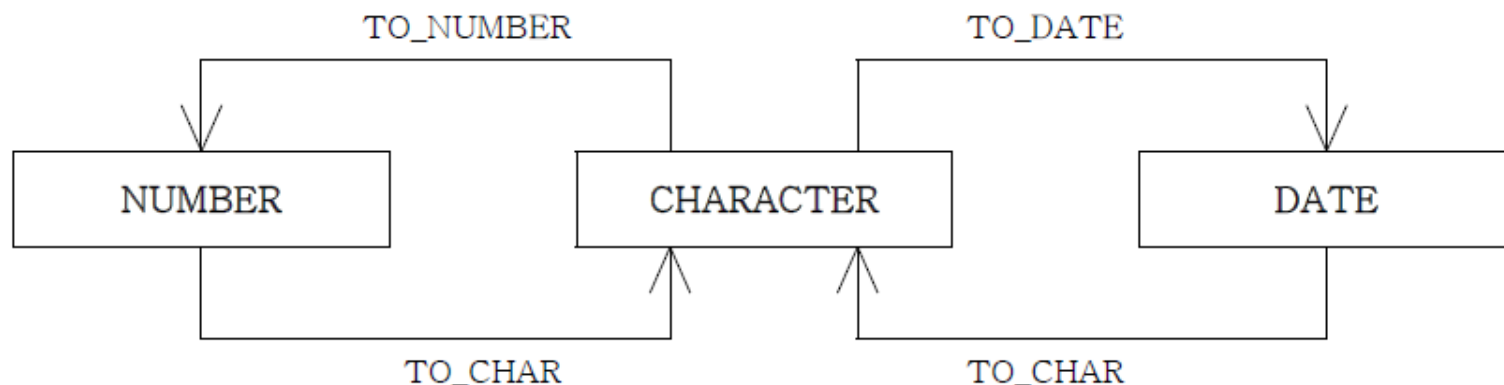 TO_NUMBER TO_DATE
NUMBER CHARACTER DATE
TO_CHAR TO_CHAR